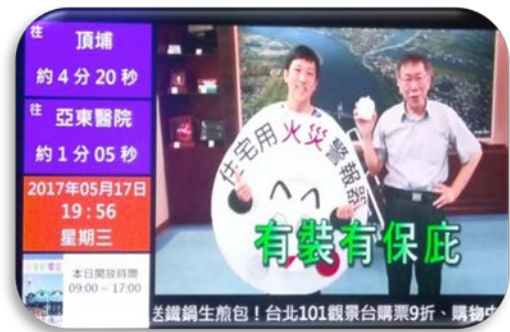 往 頂埔
約 4 分 20 秒
往 亞東醫院
約 1 分 05 秒
2017年05月17日
19:56
星期三
本日開放時間
09:00 ~ 17:00
住宅用火災警報器
有裝有保庇
送鐵鍋生煎包！台北101觀景台購票9折、購物中